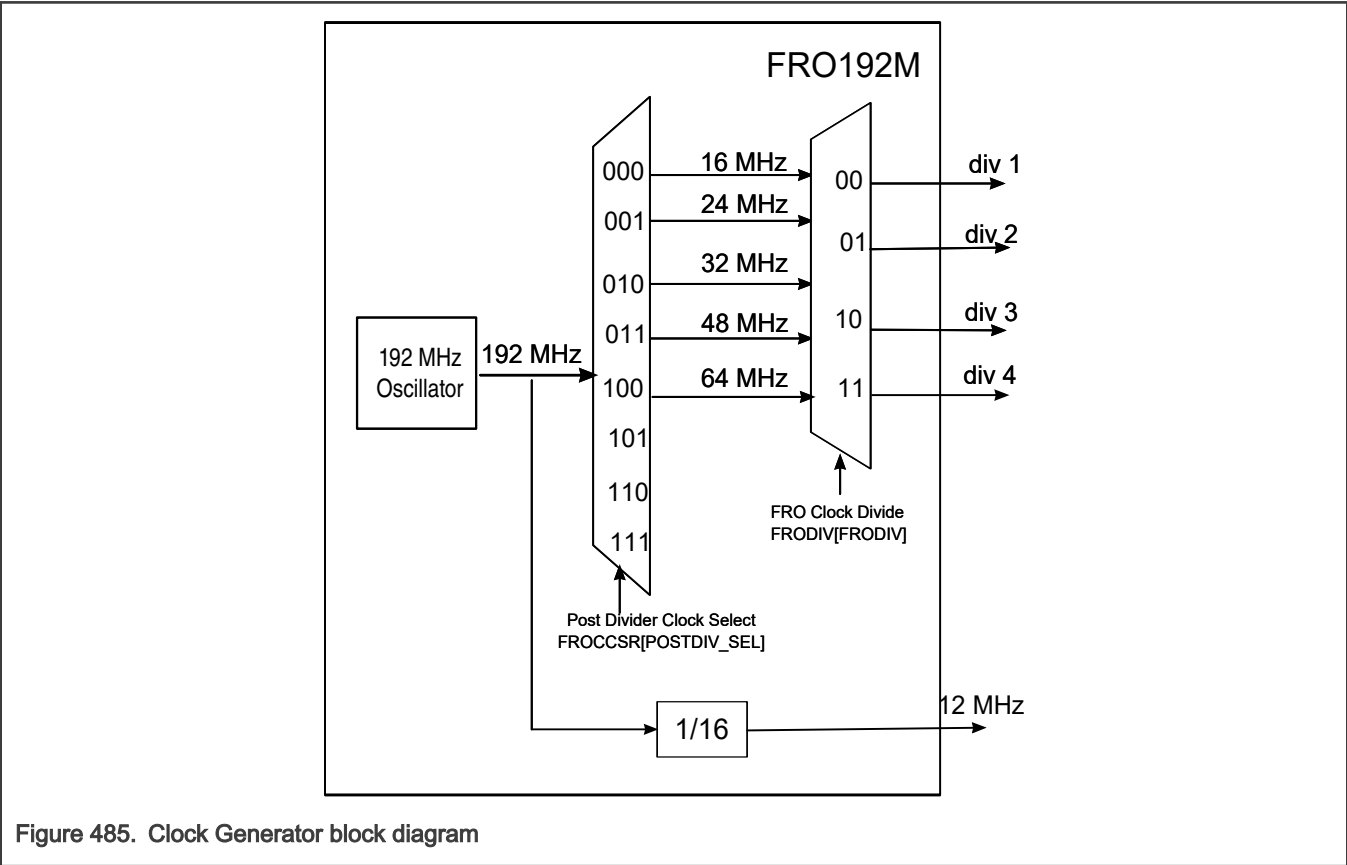 FRO192M
000
001
010
011
100
101
110
111
16 MHz
24 MHz
32 MHz
48 MHz
64 MHz
00
01
10
11
div 1
div 2
div 3
div 4
192 MHz
Oscillator
192 MHz
FRO Clock Divide
FRODIV[FRODIV]
Post Divider Clock Select
FROCCSR[POSTDIV_SEL]
1/16
12 MHz
Figure 485. Clock Generator block diagram